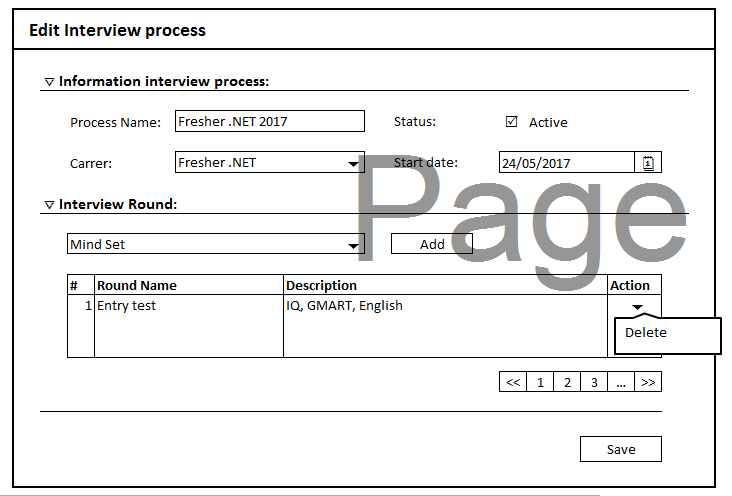 Edit Interview process
Information interview process:
Process Name: Fresher .NET 2017 Status: Active
Carrer: Fresher .NET Start date: 24/05/2017 1
Page
Interview Round:
Mind Set Add
# Round Name Description Action
1 Entry test IQ, GMART, English
Delete
<< 1 2 3 ... >>
Save